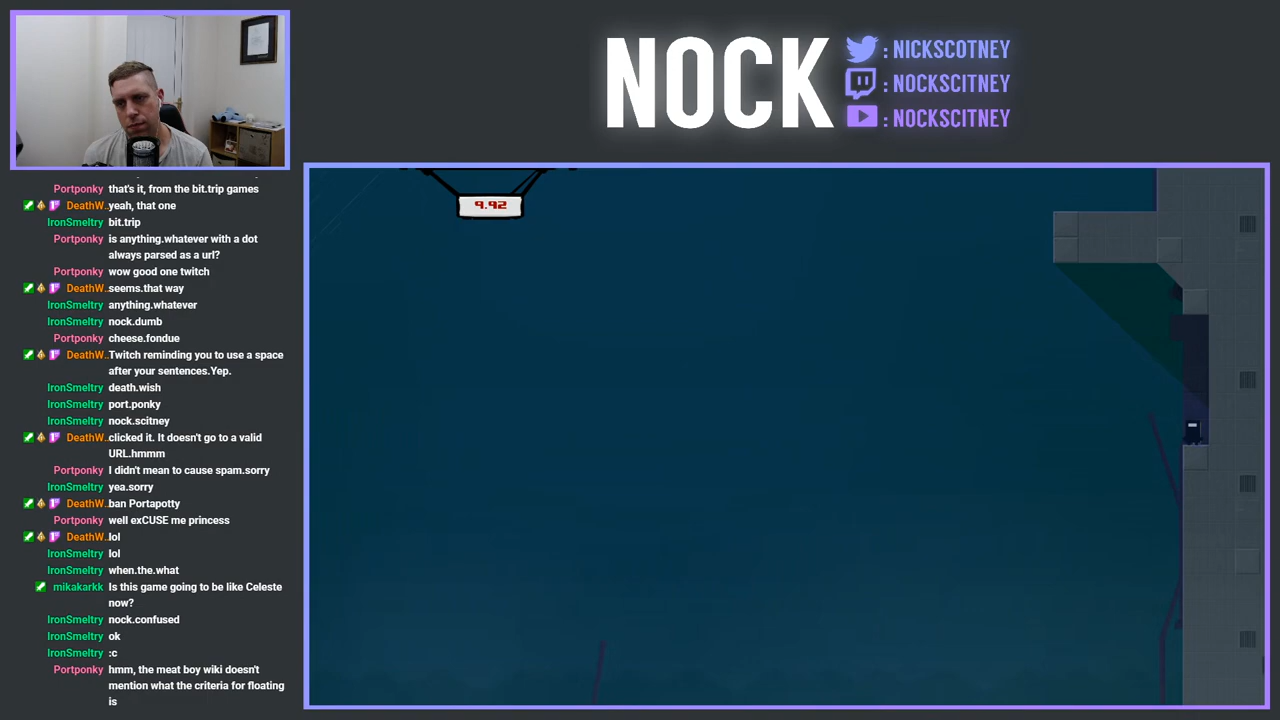 NOCK
: NICKSCOTNEY
: NOCKSCITNEY
: NOCKSCITNEY
9.92
Portponky that's it, from the bit.trip games
DeathW.. yeah, that one
IronSmeltry bit.trip
Portponky is anything.whatever with a dot
always parsed as a url?
Portponky wow good one twitch
DeathW.. seems.that way
IronSmeltry anything.whatever
IronSmeltry nock.dumb
Portponky cheese.fondue
DeathW.. Twitch reminding you to use a space
after your sentences.Yep.
IronSmeltry death.wish
IronSmeltry port.ponky
IronSmeltry nock.scitney
DeathW.. clicked it. It doesn't go to a valid
URL.hmmm
Portponky I didn't mean to cause spam.sorry
IronSmeltry yea.sorry
DeathW.. ban Portapotty
Portponky well exCUSE me princess
DeathW.. lol
IronSmeltry lol
IronSmeltry when.the.what
mikakarkk Is this game going to be like Celeste
now?
IronSmeltry nock.confused
IronSmeltry ok
IronSmeltry :c
Portponky hmm, the meat boy wiki doesn't
mention what the criteria for floating
is